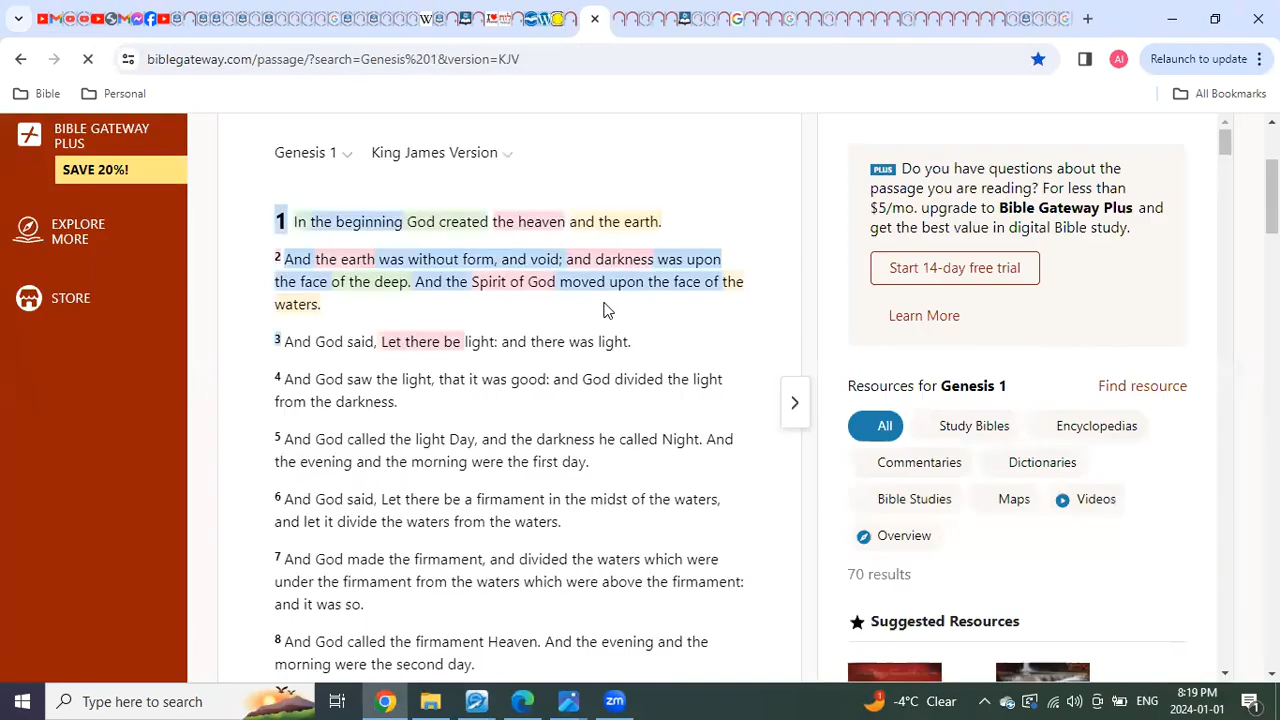 biblegateway.com/passage/?search=Genesis%201&version=KJV
AI
Relaunch to update
Bible
Personal
All Bookmarks
BIBLE GATEWAY
PLUS
SAVE 20%!
EXPLORE
MORE
STORE
Genesis 1
King James Version
1 In the beginning God created the heaven and the earth.
2 And the earth was without form, and void; and darkness was upon
the face of the deep. And the Spirit of God moved upon the face of the
waters.
3 And God said, Let there be light: and there was light.
4 And God saw the light, that it was good: and God divided the light
from the darkness.
5 And God called the light Day, and the darkness he called Night. And
the evening and the morning were the first day.
6 And God said, Let there be a firmament in the midst of the waters,
and let it divide the waters from the waters.
7 And God made the firmament, and divided the waters which were
under the firmament from the waters which were above the firmament:
and it was so.
8 And God called the firmament Heaven. And the evening and the
morning were the second day.
PLUS Do you have questions about the
passage you are reading? For less than
$5/mo. upgrade to Bible Gateway Plus and
get the best value in digital Bible study.
Start 14-day free trial
Learn More
Resources for Genesis 1
Find resource
All
Study Bibles
Encyclopedias
Commentaries
Dictionaries
Bible Studies
Maps
Videos
Overview
70 results
Suggested Resources
Type here to search
zm
1
-4°C Clear
ENG
8:19 PM
2024-01-01
1